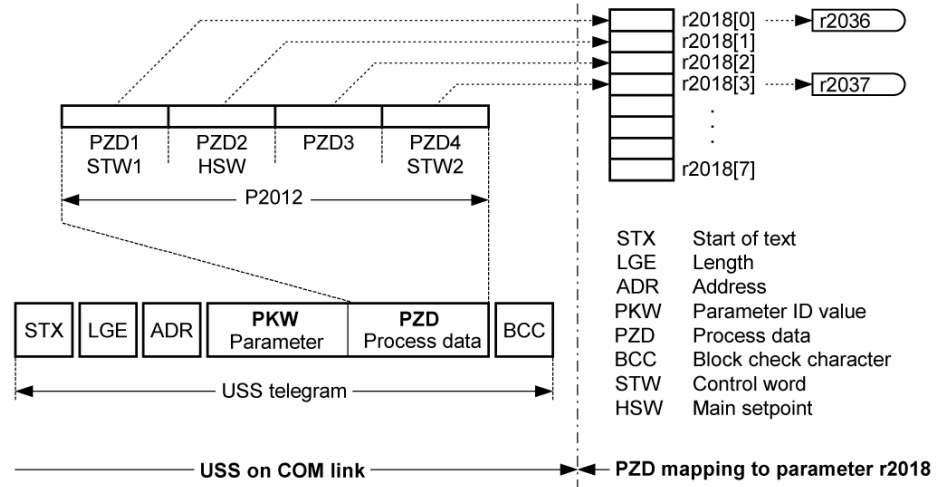 r2018[0]
r2036
r2018[1]
r2018[2]
r2018[3]
r2037
PZD1
PZD2
PZD3
PZD4
STW1
HSW
STW2
r2018[7]
P2012
STX Start of text
LGE Length
ADR Address
PKW Parameter ID value
PZD Process data
BCC Block check character
STW Control word
HSW Main setpoint
STX
LGE
ADR
PKW
Parameter
PZD
Process data
BCC
USS telegram
USS on COM link
PZD mapping to parameter r2018